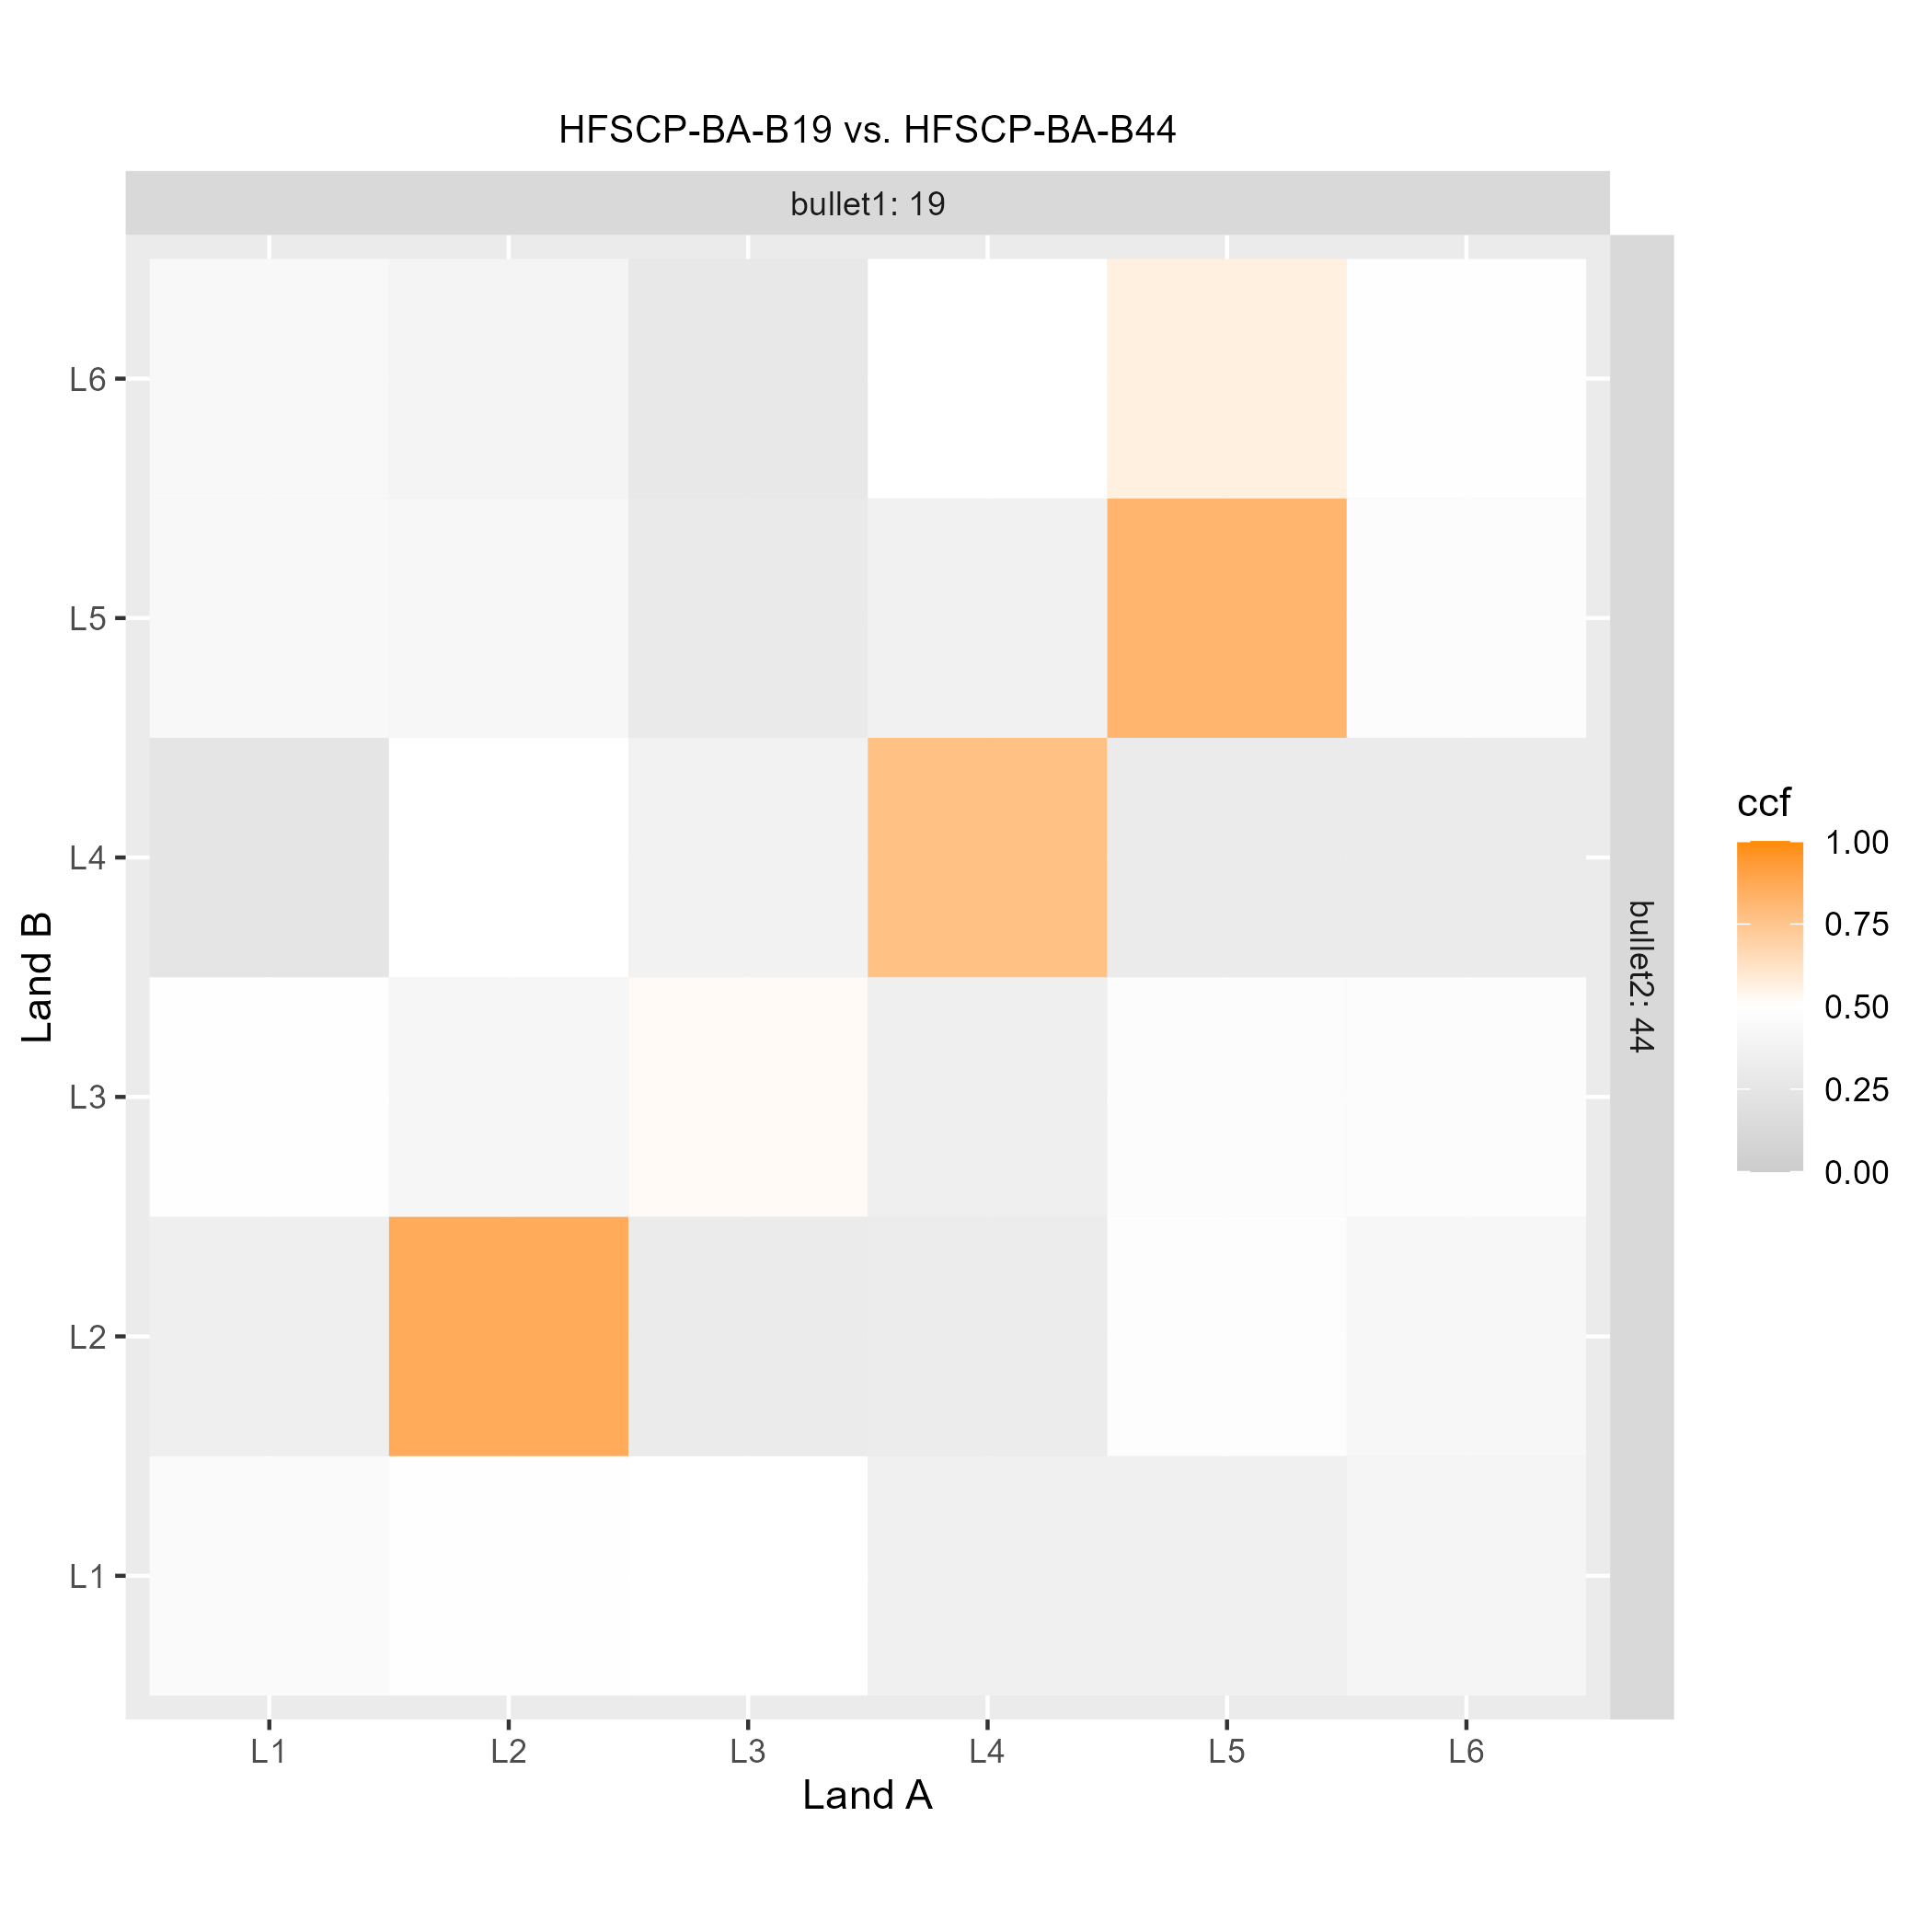 HFSCP-BA-B19 vs. HFSCP-BA-B44
bullet1: 19
L6
L5
L4
L3
L2
L1
Land B
bullet2: 44
L1 L2 L3 L4 L5 L6
Land A
ccf
1.00
0.75
0.50
0.25
0.00